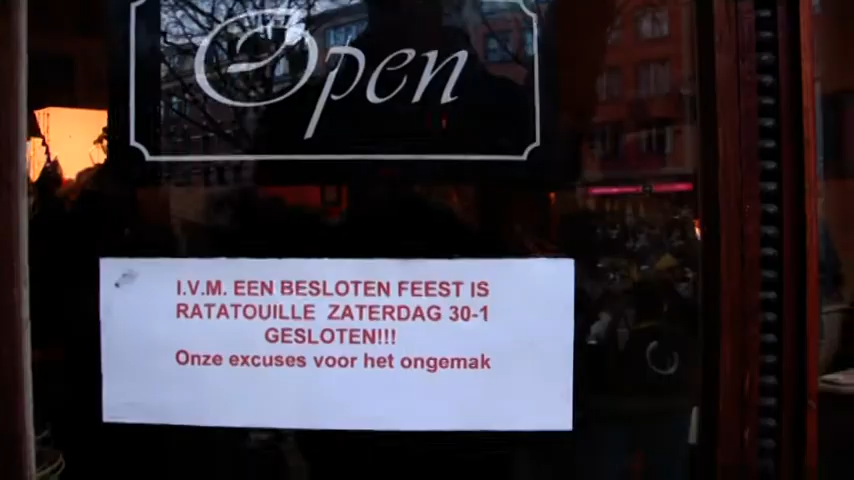 Open
I.V.M. EEN BESLOTEN FEEST IS
RATATOUILLE ZATERDAG 30-1
GESLOTEN!!!
Onze excuses voor het ongemak